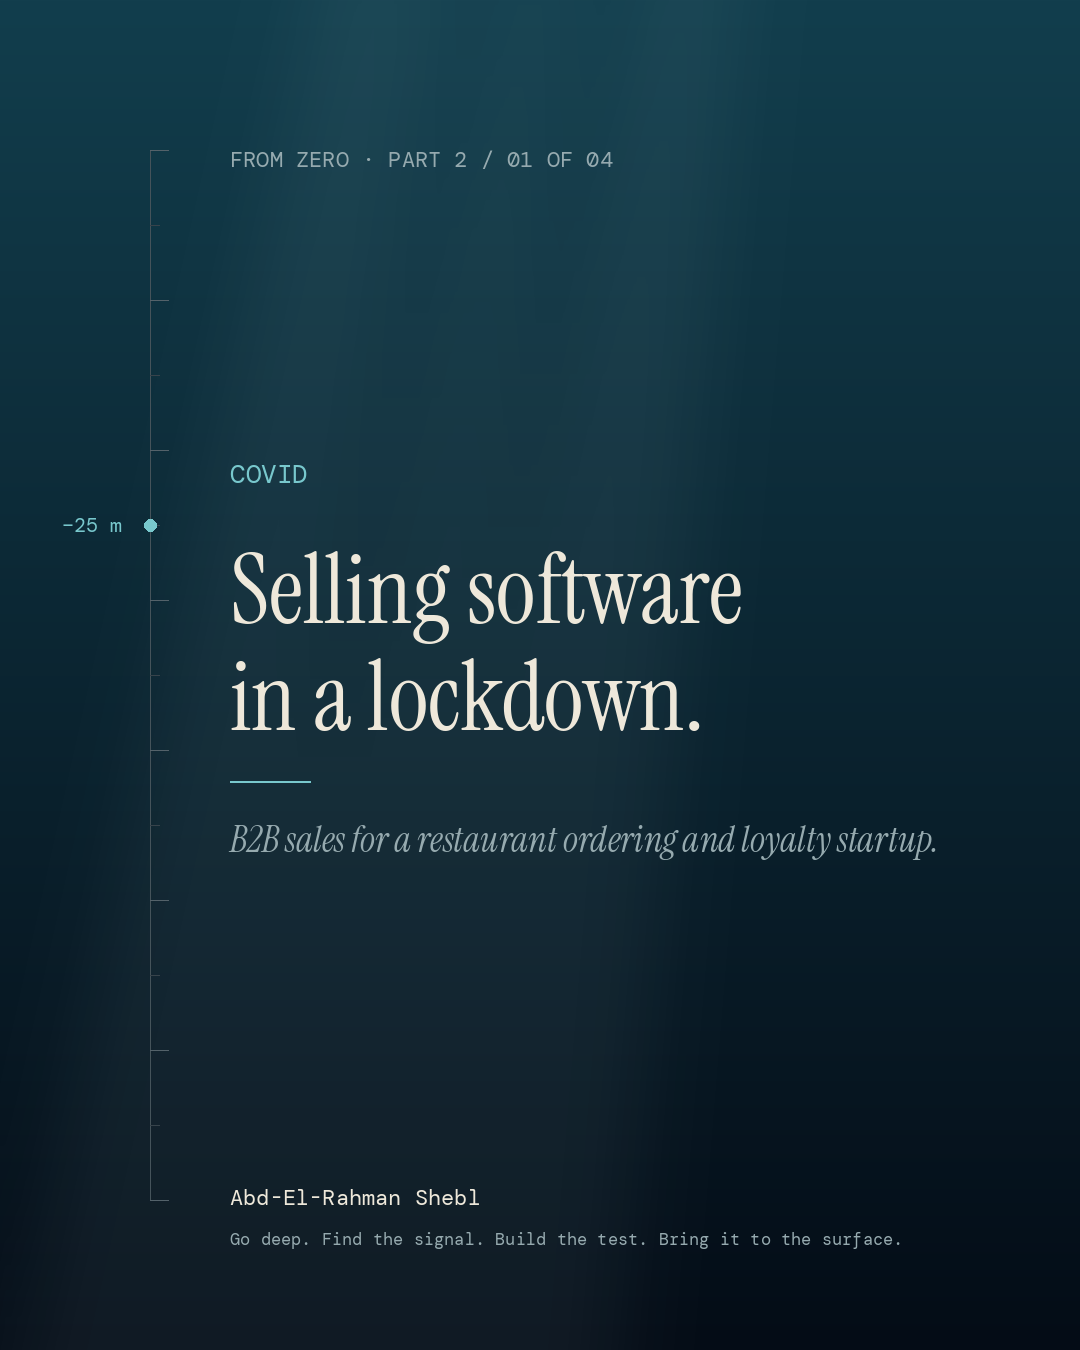 FROM ZERO · PART 2 / 01 OF 04
COVID
−25 m
Selling software
in a lockdown.
B2B sales for a restaurant ordering and loyalty startup.
Abd-El-Rahman Shebl
Go deep. Find the signal. Build the test. Bring it to the surface.